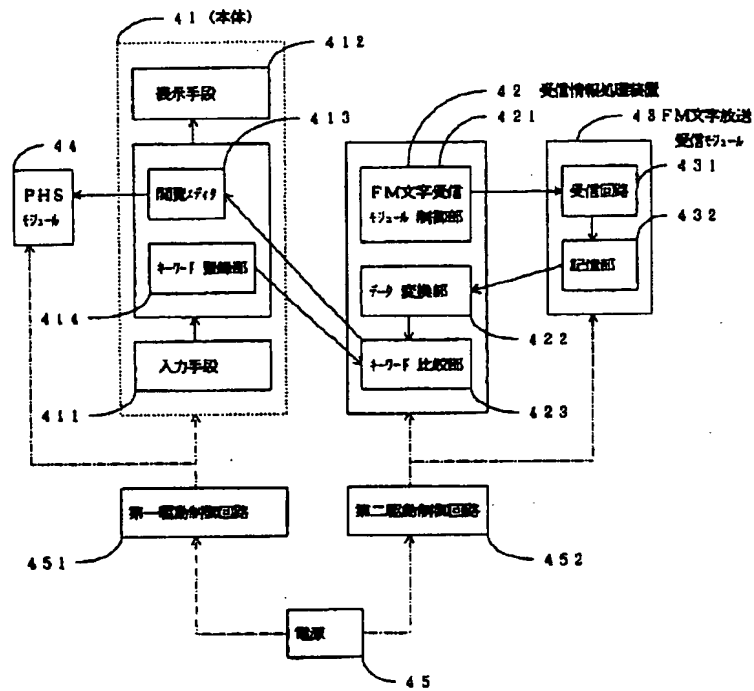 41 (本体)
412
表示手段
413
42 受信情報処理装置
421
43 FM文字放送
受信モジュール
431
44
PHS
モジュール
閲覧エディタ
FM文字受信
モジュール 制御部
受信回路
432
キーワード 登録部
記憶部
414
データ 変換部
422
入力手段
キーワード 比較部
411
423
第一駆動制御回路
第二駆動制御回路
451
452
電源
45